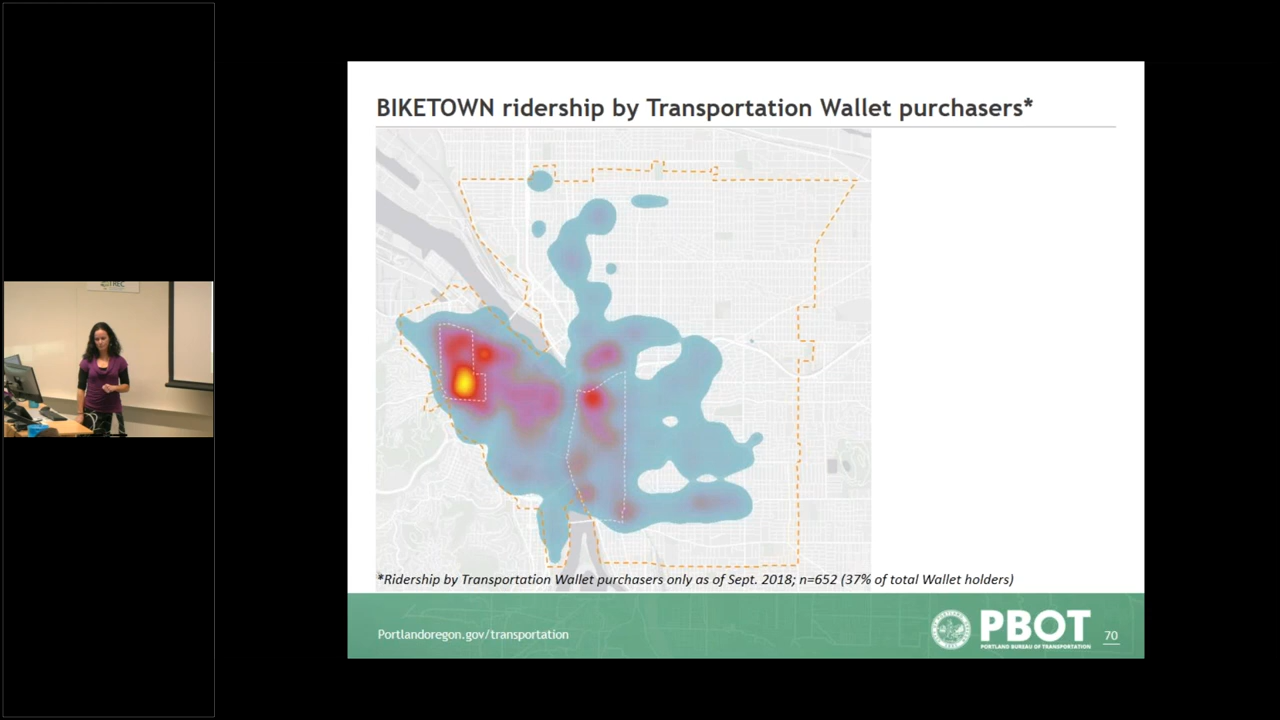 BIKETOWN ridership by Transportation Wallet purchasers*
*Ridership by Transportation Wallet purchasers only as of Sept. 2018; n=652 (37% of total Wallet holders)
Portlandoregon.gov/transportation
PBOT
PORTLAND BUREAU OF TRANSPORTATION
70
TREC